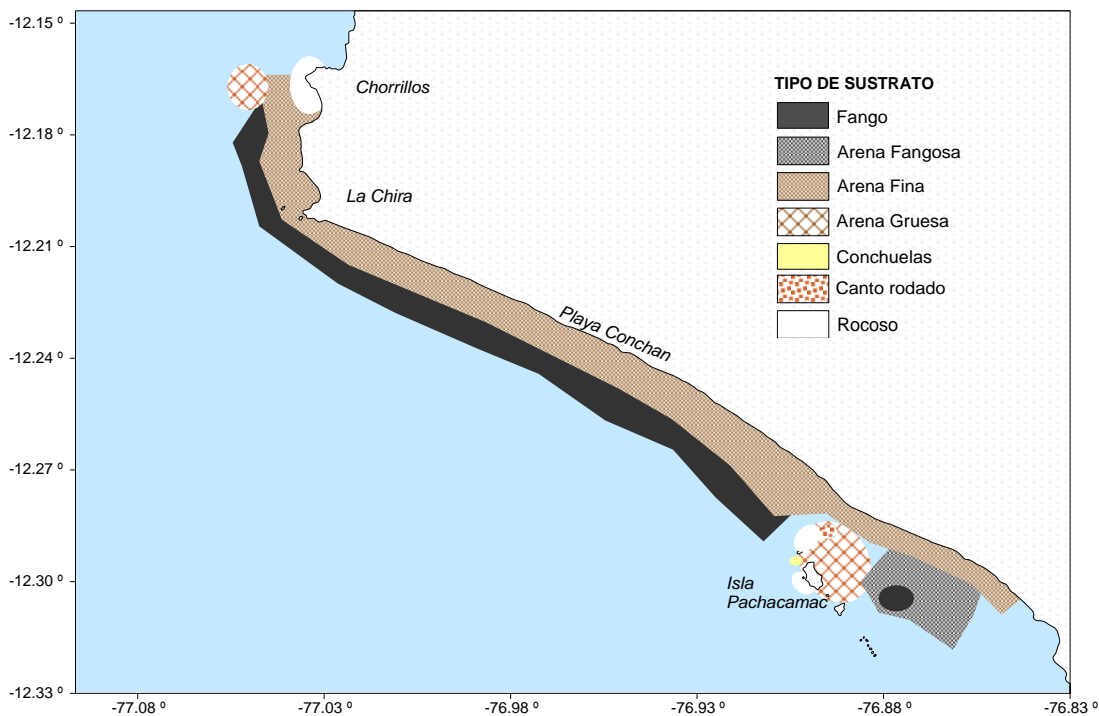 -12.15 º
-12.18 º
-12.21 º
-12.24 º
-12.27 º
-12.30 º
-12.33 º
Chorrillos
La Chira
Playa Conchan
Isla
Pachacamac
TIPO DE SUSTRATO
Fango
Arena Fangosa
Arena Fina
Arena Gruesa
Conchuelas
Canto rodado
Rocoso
-77.08 º
-77.03 º
-76.98 º
-76.93 º
-76.88 º
-76.83 º